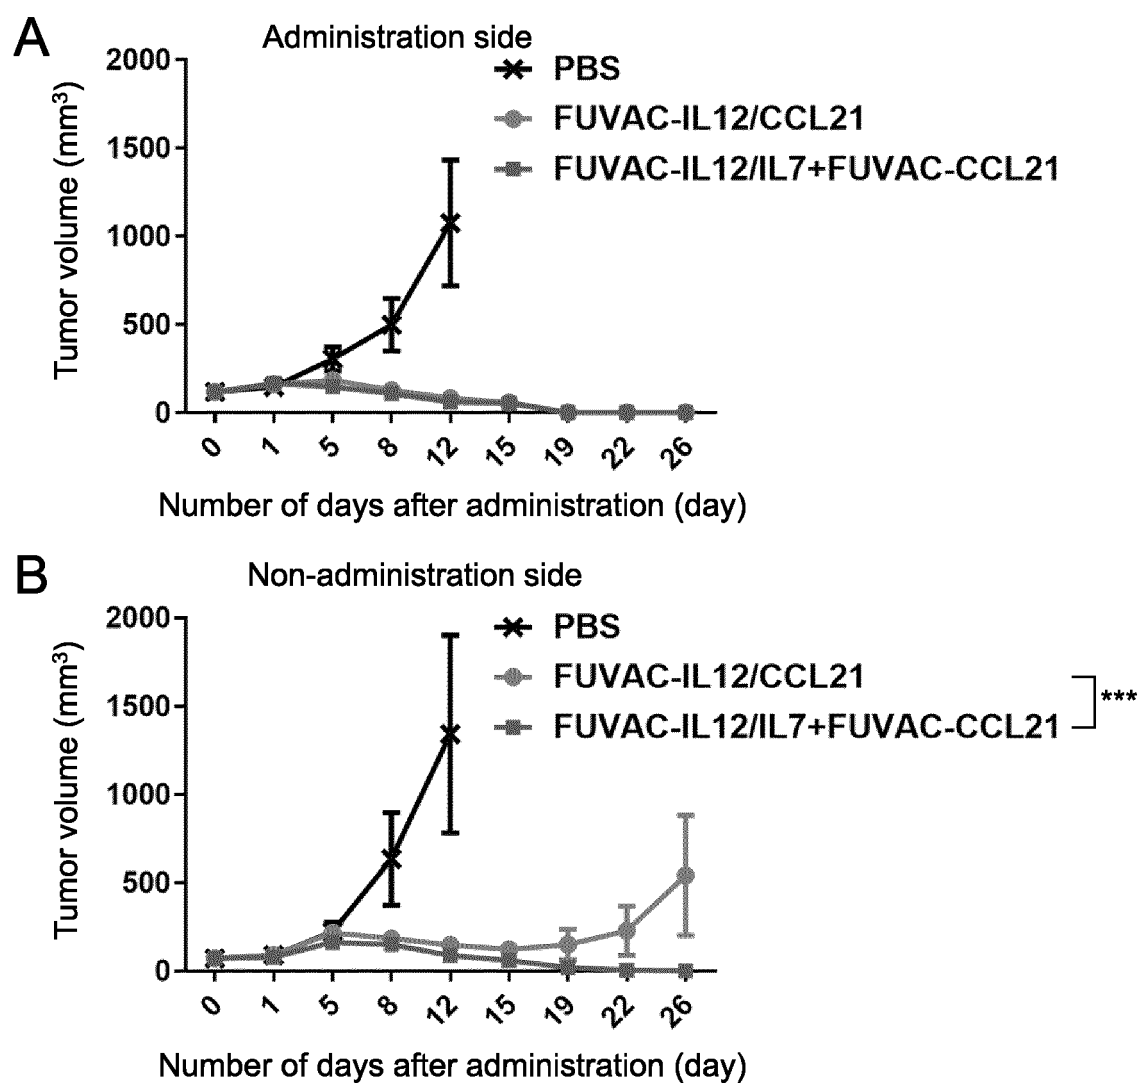 A
Administration side
Tumor volume (mm³)
2000
1500
1000
500
0
PBS
FUVAC-IL12/CCL21
FUVAC-IL12/IL7+FUVAC-CCL21
0 1 5 8 12 15 19 22 26
Number of days after administration (day)
B
Non-administration side
Tumor volume (mm³)
2000
1500
1000
500
0
PBS
FUVAC-IL12/CCL21
FUVAC-IL12/IL7+FUVAC-CCL21
***
0 1 5 8 12 15 19 22 26
Number of days after administration (day)